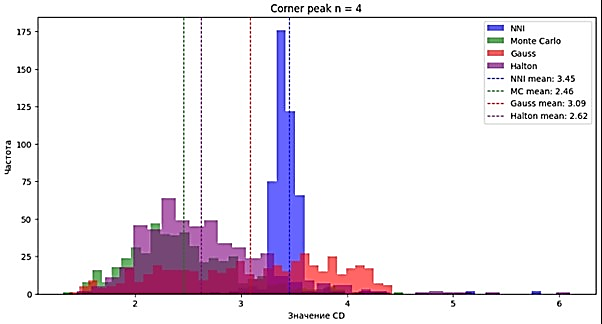 Corner peak n = 4
175
150
125
100
75
50
25
0
Частота
NNI
Monte Carlo
Gauss
Halton
NNI mean: 3.45
MC mean: 2.46
Gauss mean: 3.09
Halton mean: 2.62
2 3 4 5 6
Значение CD